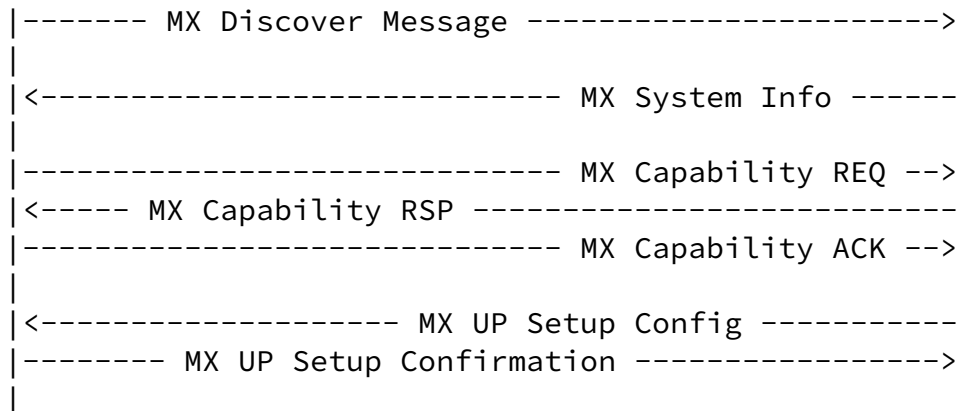 |------- MX Discover Message ----------------------->
|
|<------------------------------ MX System Info ------
|
|------------------------------ MX Capability REQ -->
|<----- MX Capability RSP ---------------------------
|------------------------------ MX Capability ACK -->
|
|<--------------------- MX UP Setup Config -----------
|-------- MX UP Setup Confirmation ----------------->
|